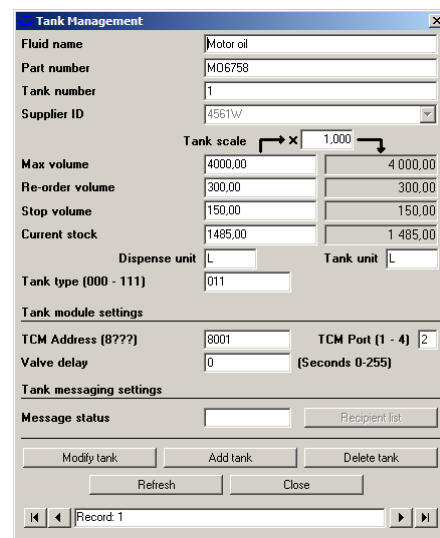 Tank Management
Fluid name Motor oil
Part number MO6758
Tank number 1
Supplier ID 4561W
Tank scale × 1,000
Max volume 4000,00 4 000,00
Re-order volume 300,00 300,00
Stop volume 150,00 150,00
Current stock 1485,00 1 485,00
Dispense unit L Tank unit L
Tank type (000 - 111) 011
Tank module settings
TCM Address (8???) 8001 TCM Port (1 - 4) 2
Valve delay 0 (Seconds 0-255)
Tank messaging settings
Message status Recipient list
Modify tank Add tank Delete tank
Refresh Close
Record: 1